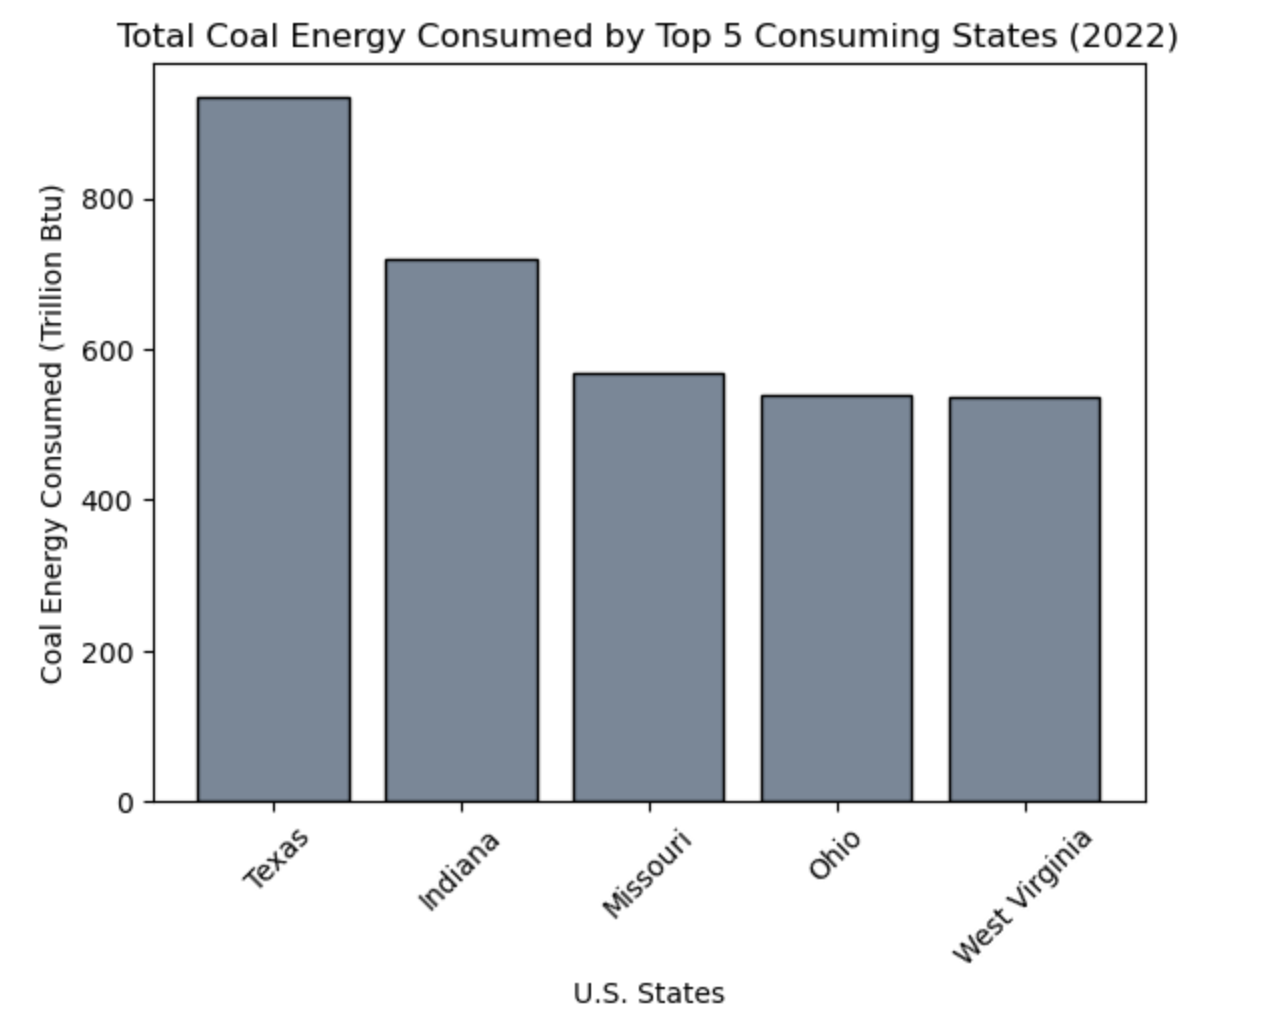 Total Coal Energy Consumed by Top 5 Consuming States (2022)
Coal Energy Consumed (Trillion Btu)
800
600
400
200
0
Texas
Indiana
Missouri
Ohio
West Virginia
U.S. States